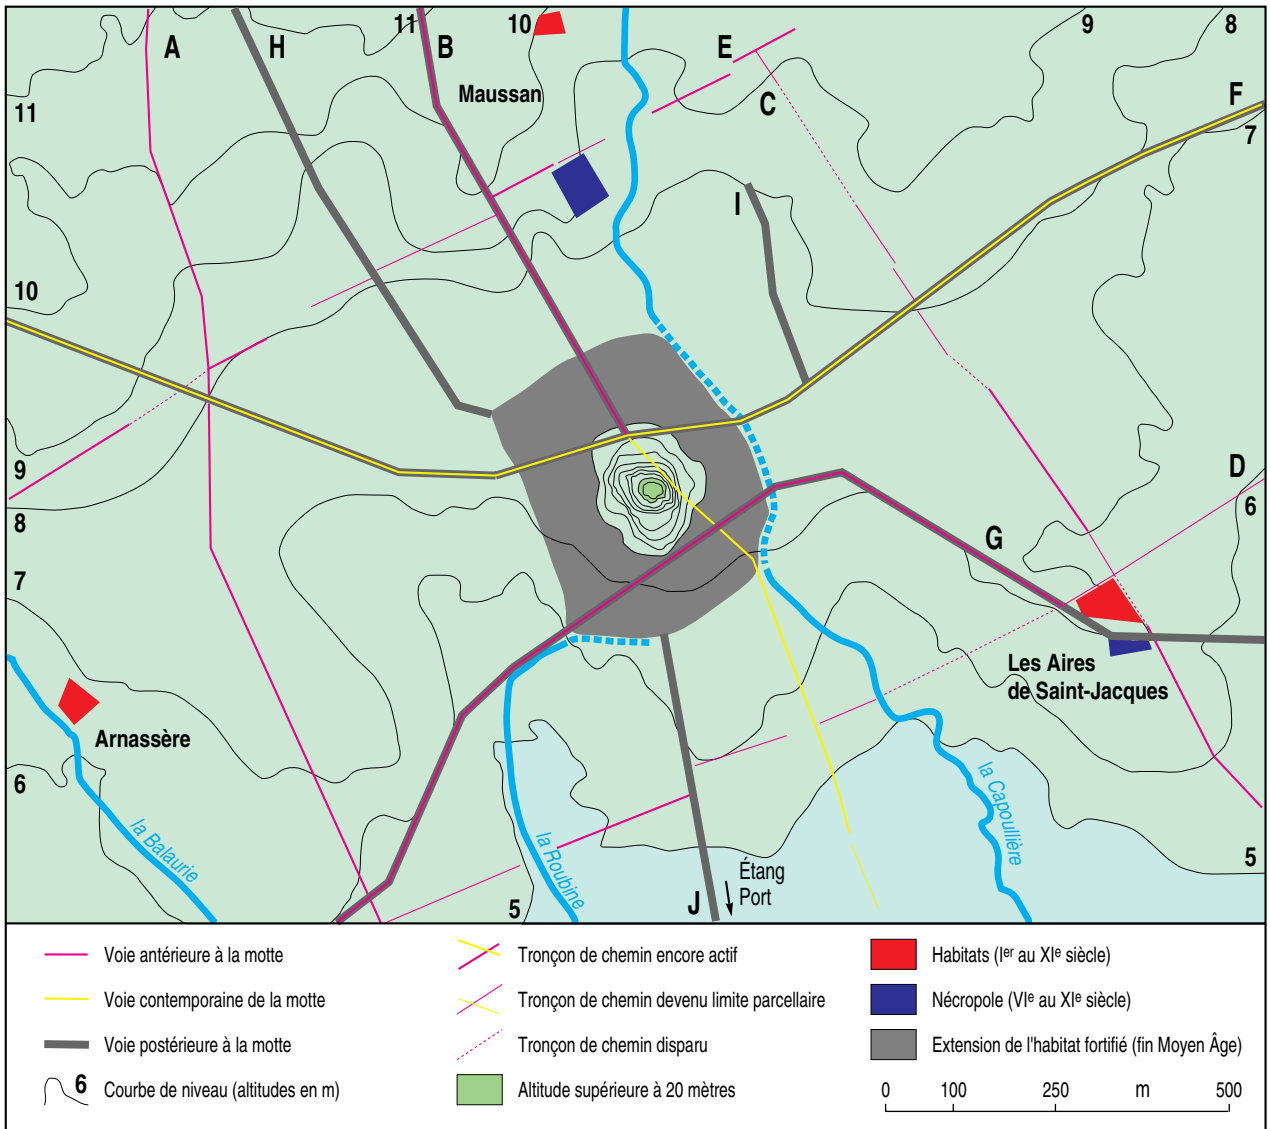 A
H
11
B
10
E
9
8
Maussan
C
F
11
7
I
10
9
D
8
6
G
7
Les Aires
de Saint-Jacques
Arnassère
6
la Balaurie
la Roubine
la Capoullière
Étang
Port
5
J
5
Voie antérieure à la motte
Voie contemporaine de la motte
Voie postérieure à la motte
6 Courbe de niveau (altitudes en m)
Tronçon de chemin encore actif
Tronçon de chemin devenu limite parcellaire
Tronçon de chemin disparu
Altitude supérieure à 20 mètres
Habitats (Ier au XIe siècle)
Nécropole (VIe au XIe siècle)
Extension de l'habitat fortifié (fin Moyen Âge)
0 100 250 m 500